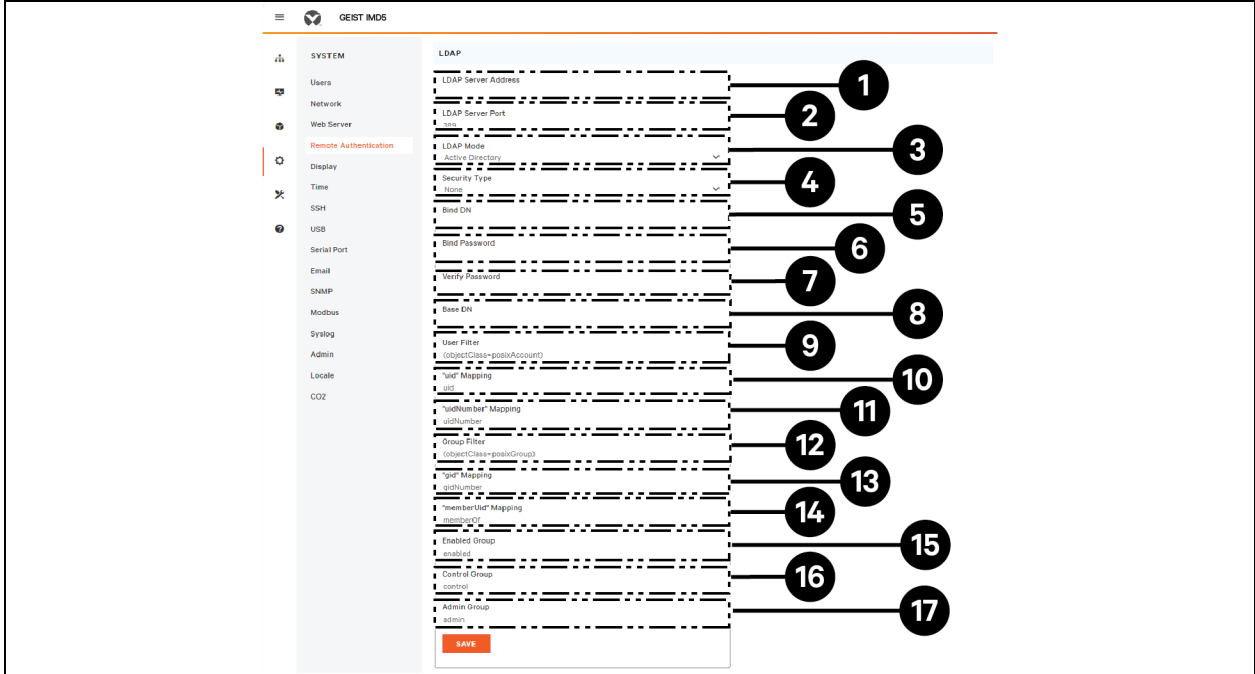 GEIST IMD5
SYSTEM
Users
Network
Web Server
Remote Authentication
Display
Time
SSH
USB
Serial Port
Email
SNMP
Modbus
Syslog
Admin
Locale
CO2
LDAP
LDAP Server Address
1
LDAP Server Port
389
2
LDAP Mode
Active Directory
3
Security Type
None
4
Bind DN
5
Bind Password
6
Verify Password
7
Base DN
8
User Filter
(objectClass=posixAccount)
9
"uid" Mapping
uid
10
"uidNumber" Mapping
uidNumber
11
Group Filter
(objectClass=posixGroup)
12
"gid" Mapping
gidNumber
13
"memberUid" Mapping
memberOf
14
Enabled Group
enabled
15
Control Group
control
16
Admin Group
admin
17
SAVE